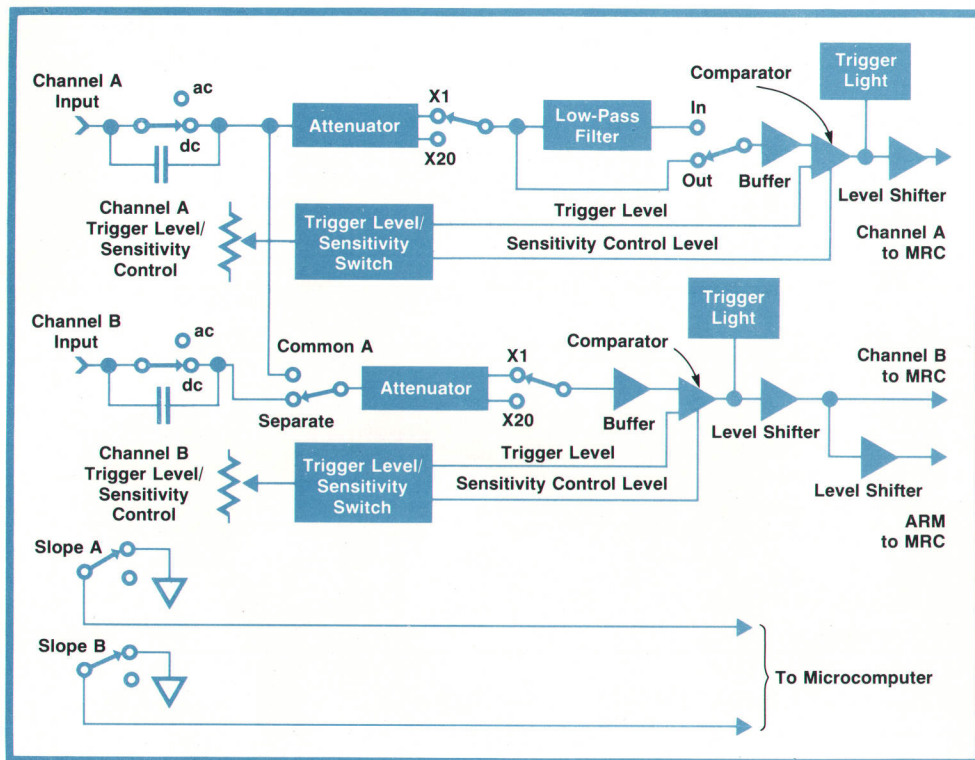 Channel A
Input
ac
dc
Attenuator
X1
X20
Low-Pass
Filter
In
Out
Buffer
Comparator
Trigger
Light
Level Shifter
Channel A
to MRC
Channel A
Trigger Level/
Sensitivity
Control
Trigger Level/
Sensitivity
Switch
Trigger Level
Sensitivity Control Level
Channel B
Input
ac
dc
Common A
Separate
Attenuator
X1
X20
Buffer
Comparator
Trigger
Light
Level Shifter
Channel B
to MRC
Level Shifter
ARM
to MRC
Channel B
Trigger Level/
Sensitivity
Control
Trigger Level/
Sensitivity
Switch
Trigger Level
Sensitivity Control Level
Slope A
Slope B
To Microcomputer